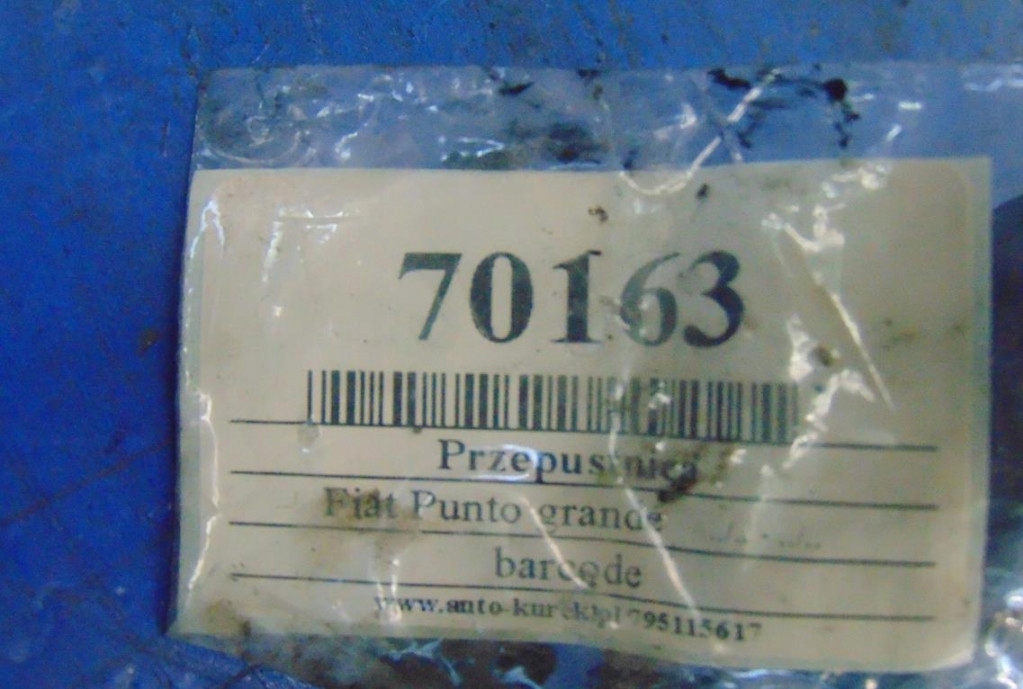 70163
Przepustnica
Fiat Punto grande
barcode
795115617